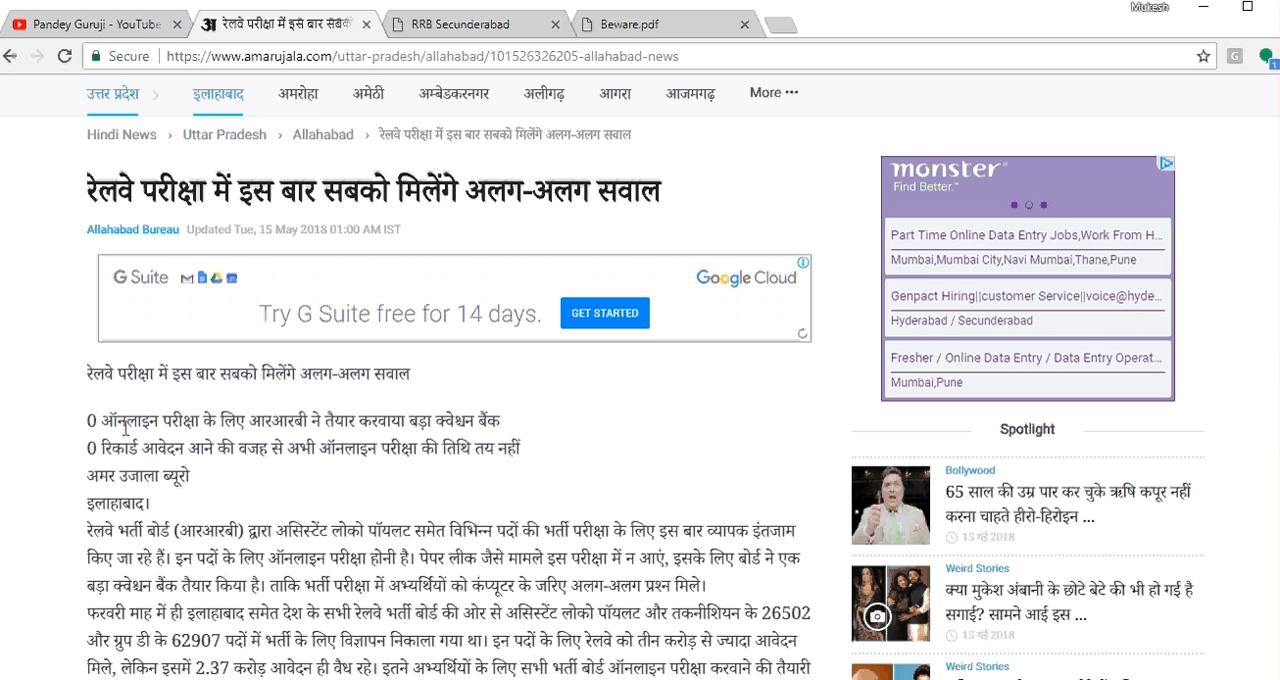 Mukesh
Pandey Guruji - YouTube
रेलवे परीक्षा में इस बार सबको
RRB Secunderabad
Beware.pdf
Secure
https://www.amarujala.com/uttar-pradesh/allahabad/101526326205-allahabad-news
G
1
उत्तर प्रदेश
इलाहाबाद
अमरोहा
अमेठी
अम्बेडकरनगर
अलीगढ़
आगरा
आजमगढ़
More •••
Hindi News › Uttar Pradesh › Allahabad › रेलवे परीक्षा में इस बार सबको मिलेंगे अलग-अलग सवाल
रेलवे परीक्षा में इस बार सबको मिलेंगे अलग-अलग सवाल
Allahabad Bureau Updated Tue, 15 May 2018 01:00 AM IST
G Suite
Google Cloud
Try G Suite free for 14 days.
GET STARTED
रेलवे परीक्षा में इस बार सबको मिलेंगे अलग-अलग सवाल
0 ऑनलाइन परीक्षा के लिए आरआरबी ने तैयार करवाया बड़ा क्वेश्चन बैंक
0 रिकार्ड आवेदन आने की वजह से अभी ऑनलाइन परीक्षा की तिथि तय नहीं
अमर उजाला ब्यूरो
इलाहाबाद।
रेलवे भर्ती बोर्ड (आरआरबी) द्वारा असिस्टेंट लोको पॉयलट समेत विभिन्न पदों की भर्ती परीक्षा के लिए इस बार व्यापक इंतजाम
किए जा रहे हैं। इन पदों के लिए ऑनलाइन परीक्षा होनी है। पेपर लीक जैसे मामले इस परीक्षा में न आएं, इसके लिए बोर्ड ने एक
बड़ा क्वेश्चन बैंक तैयार किया है। ताकि भर्ती परीक्षा में अभ्यर्थियों को कंप्यूटर के जरिए अलग-अलग प्रश्न मिले।
फरवरी माह में ही इलाहाबाद समेत देश के सभी रेलवे भर्ती बोर्ड की ओर से असिस्टेंट लोको पॉयलट और तकनीशियन के 26502
और ग्रुप डी के 62907 पदों में भर्ती के लिए विज्ञापन निकाला गया था। इन पदों के लिए रेलवे को तीन करोड़ से ज्यादा आवेदन
मिले, लेकिन इसमें 2.37 करोड़ आवेदन ही वैध रहे। इतने अभ्यर्थियों के लिए सभी भर्ती बोर्ड ऑनलाइन परीक्षा करवाने की तैयारी
monster
Find Better.™
Part Time Online Data Entry Jobs,Work From H...
Mumbai,Mumbai City,Navi Mumbai,Thane,Pune
Genpact Hiring||customer Service||voice@hyde...
Hyderabad / Secunderabad
Fresher / Online Data Entry / Data Entry Operat...
Mumbai,Pune
Spotlight
Bollywood
65 साल की उम्र पार कर चुके ऋषि कपूर नहीं
करना चाहते हीरो-हिरोइन ...
15 मई 2018
Weird Stories
क्या मुकेश अंबानी के छोटे बेटे की भी हो गई है
सगाई? सामने आई इस ...
15 मई 2018
Weird Stories